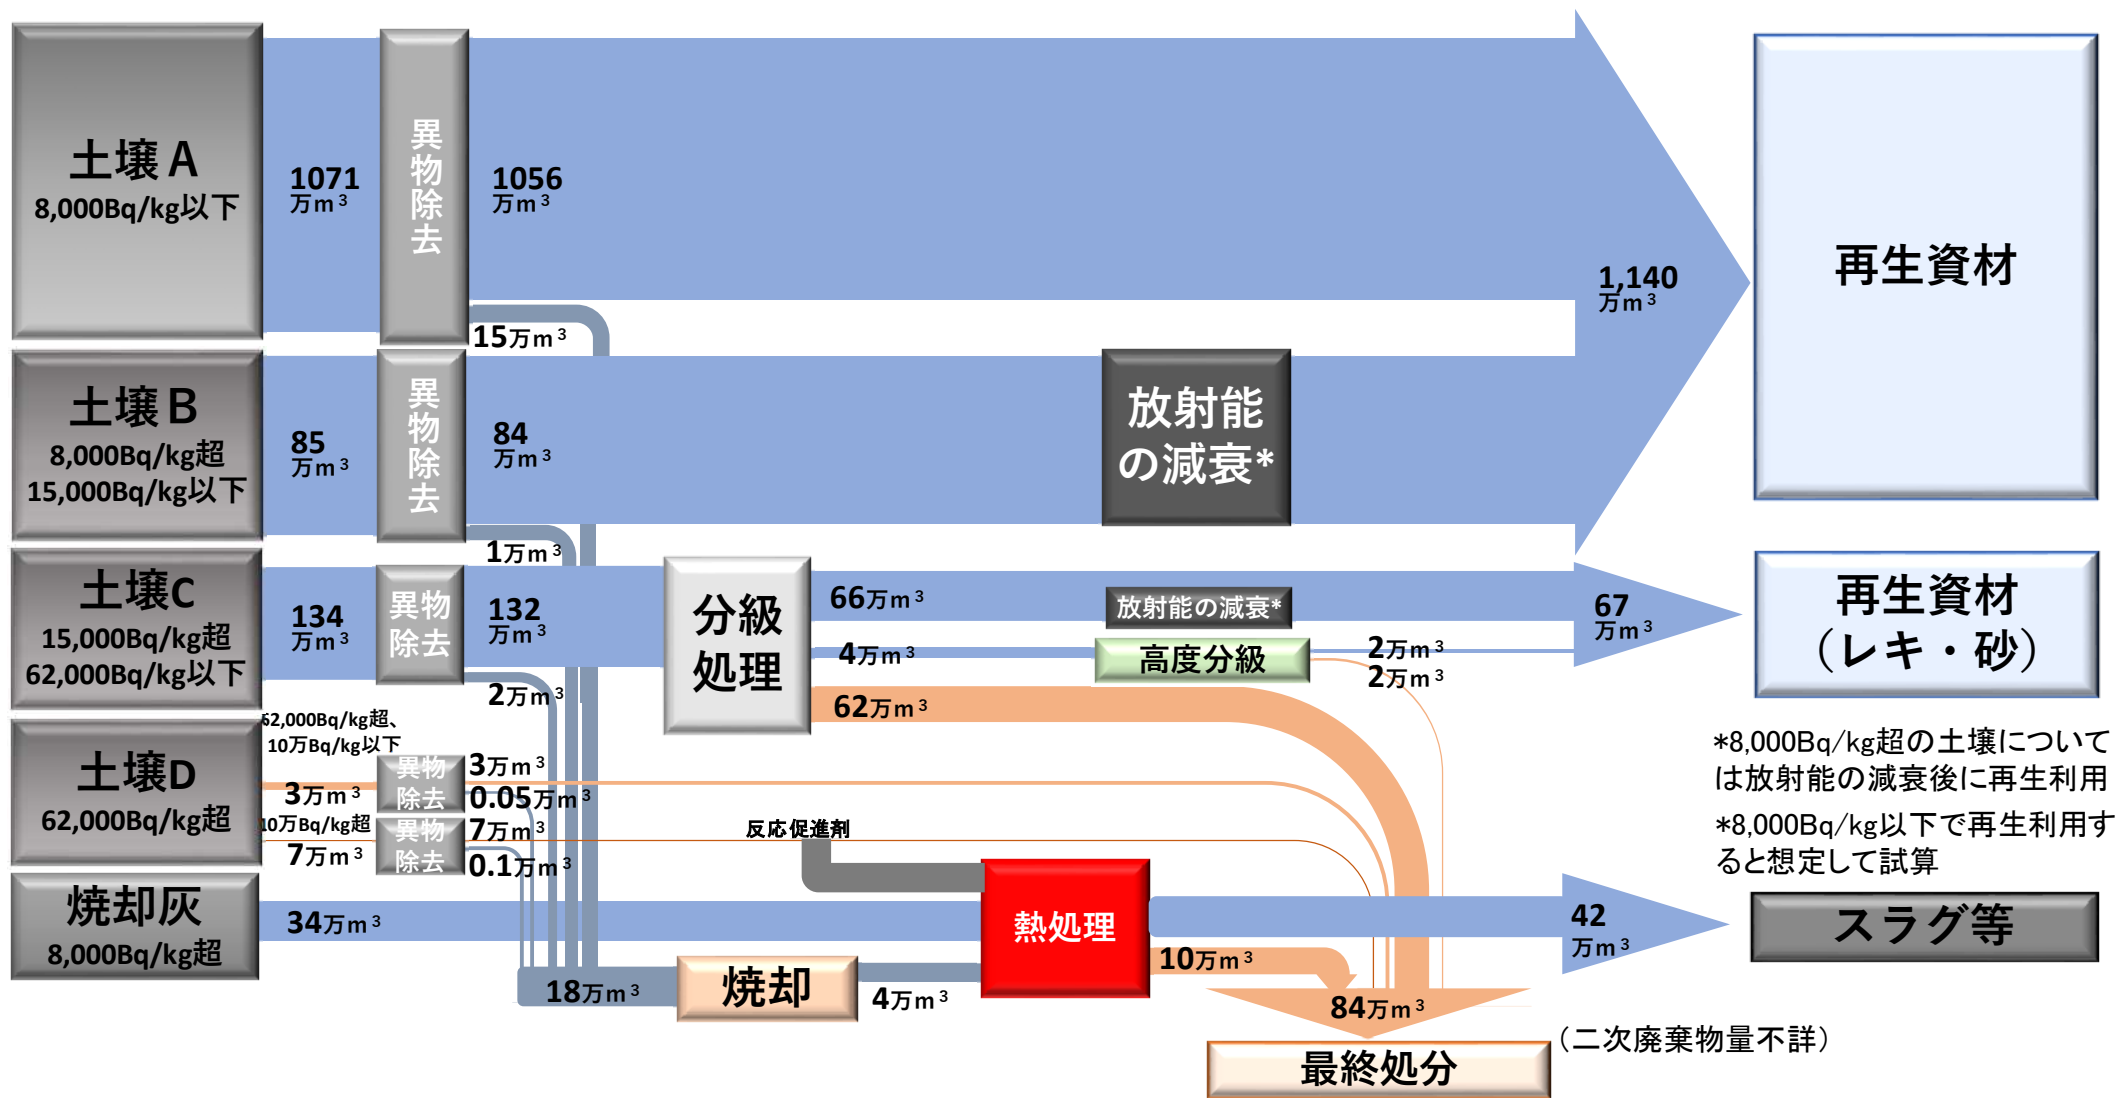 土壌A
8,000Bq/kg以下
1071
万m³
異物除去
1056
万m³
15万m³
1,140
万m³
再生資材
土壌B
8,000Bq/kg超
15,000Bq/kg以下
85
万m³
異物除去
84
万m³
1万m³
放射能
の減衰*
土壌C
15,000Bq/kg超
62,000Bq/kg以下
134
万m³
異物
除去
132
万m³
2万m³
分級
処理
66万m³
放射能の減衰*
4万m³
高度分級
2万m³
2万m³
62万m³
67
万m³
再生資材
（レキ・砂）
土壌D
62,000Bq/kg超
62,000Bq/kg超、
10万Bq/kg以下
3万m³
異物
除去
3万m³
0.05万m³
10万Bq/kg超
7万m³
異物
除去
7万m³
0.1万m³
*8,000Bq/kg超の土壌について
は放射能の減衰後に再生利用
*8,000Bq/kg以下で再生利用す
ると想定して試算
反応促進剤
焼却灰
8,000Bq/kg超
34万m³
熱処理
42
万m³
スラグ等
18万m³
焼却
4万m³
10万m³
84万m³
（二次廃棄物量不詳）
最終処分